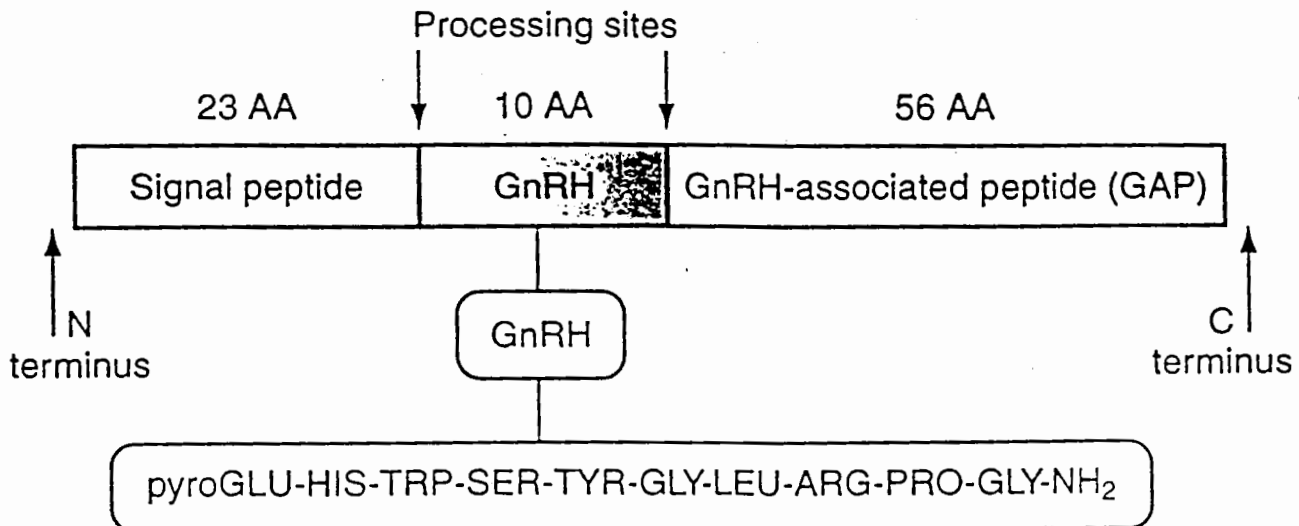 Processing sites
23 AA 10 AA 56 AA
Signal peptide GnRH GnRH-associated peptide (GAP)
N terminus
C terminus
GnRH
pyroGLU-HIS-TRP-SER-TYR-GLY-LEU-ARG-PRO-GLY-NH₂